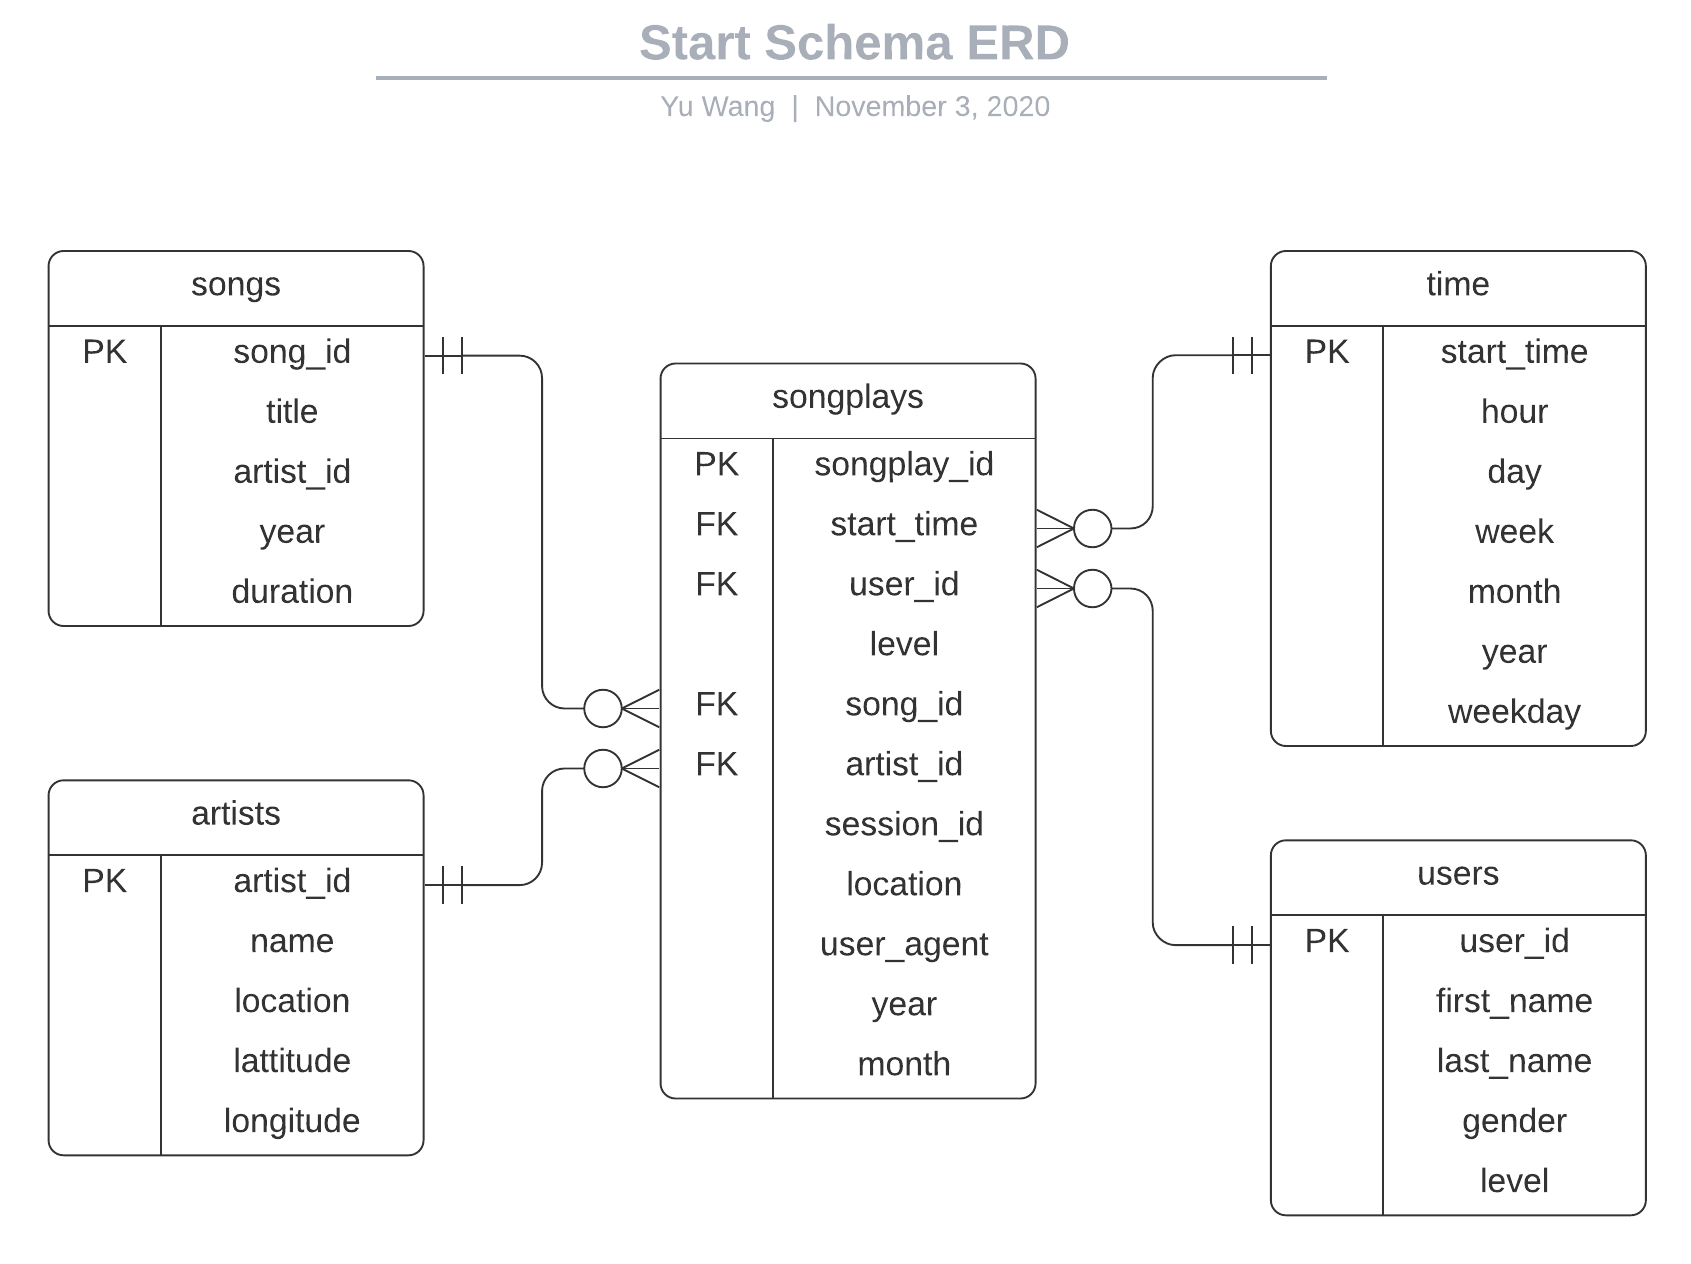 Start Schema ERD
Yu Wang | November 3, 2020
songs
PK song_id
title
artist_id
year
duration
artists
PK artist_id
name
location
lattitude
longitude
songplays
PK songplay_id
FK start_time
FK user_id
level
FK song_id
FK artist_id
session_id
location
user_agent
year
month
time
PK start_time
hour
day
week
month
year
weekday
users
PK user_id
first_name
last_name
gender
level